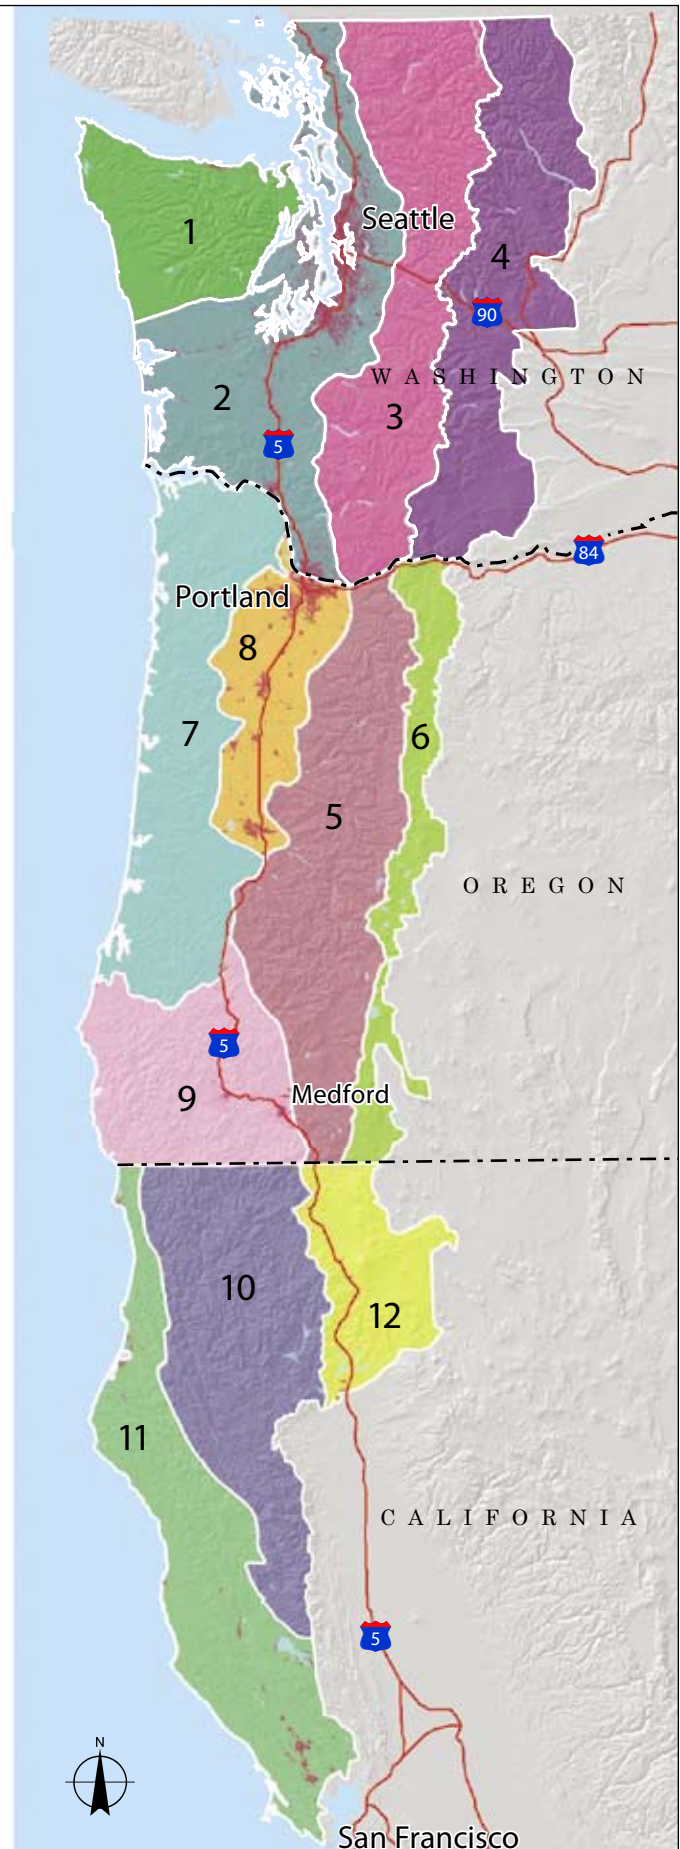 1
Seattle
4
90
WASHINGTON
2
3
5
84
Portland
8
7
6
5
OREGON
5
9
Medford
10
12
11
CALIFORNIA
5
N
San Francisco